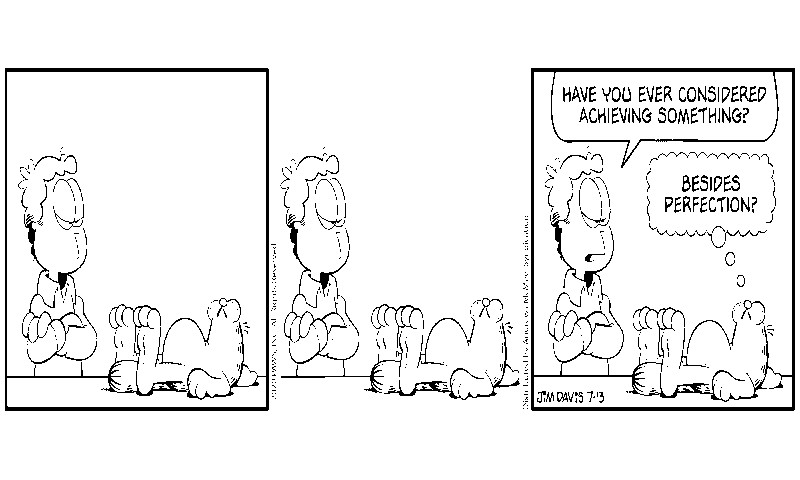 HAVE YOU EVER CONSIDERED
ACHIEVING SOMETHING?
BESIDES
PERFECTION?
JIM DAVIS 7-13